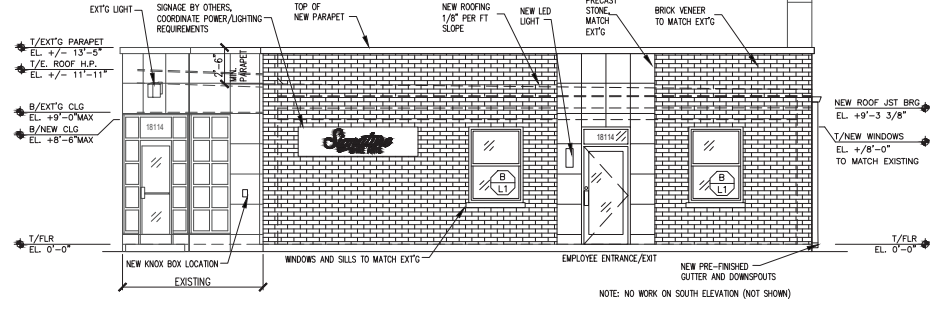 EXT'G LIGHT
SIGNAGE BY OTHERS,
COORDINATE POWER/LIGHTING
REQUIREMENTS
TOP OF
NEW PARAPET
NEW ROOFING
1/8" PER FT
SLOPE
NEW LED
LIGHT
PRECAST
STONE,
MATCH
EXT'G
BRICK VENEER
TO MATCH EXT'G
T/EXT'G PARAPET
EL. +/- 13'-5"
T/E. ROOF H.P.
EL. +/- 11'-11"
2'-6"
MIN.
PARAPET
B/EXT'G CLG
EL. +9'-0"MAX
B/NEW CLG
EL. +8'-6"MAX
18114
18114
B
L1
B
L1
NEW ROOF JST BRG
EL. +9'-3 3/8"
T/NEW WINDOWS
EL. +/8'-0"
TO MATCH EXISTING
T/FLR
EL. 0'-0"
T/FLR
EL. 0'-0"
NEW KNOX BOX LOCATION
WINDOWS AND SILLS TO MATCH EXT'G
EMPLOYEE ENTRANCE/EXIT
NEW PRE-FINISHED
GUTTER AND DOWNSPOUTS
EXISTING
NOTE: NO WORK ON SOUTH ELEVATION (NOT SHOWN)